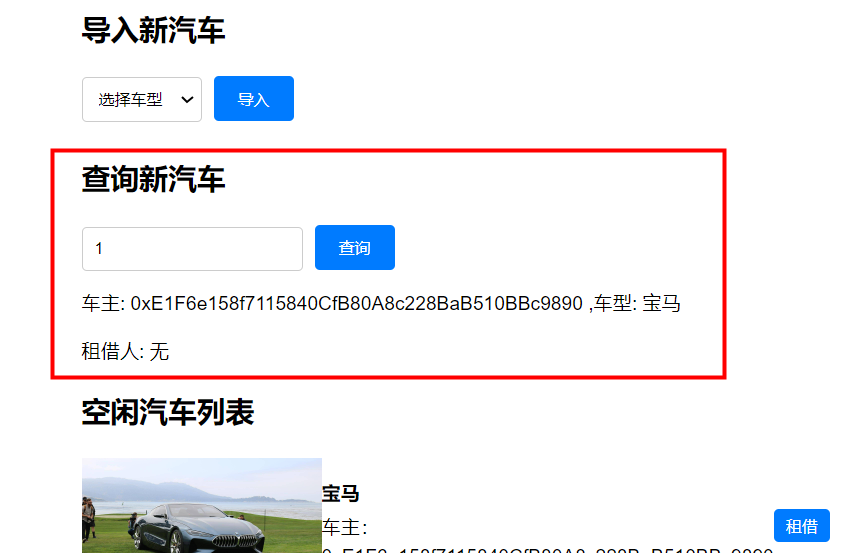 导入新汽车
选择车型
导入
查询新汽车
1
查询
车主: 0xE1F6e158f7115840CfB80A8c228BaB510BBc9890 ,车型: 宝马
租借人: 无
空闲汽车列表
宝马
车主：
租借